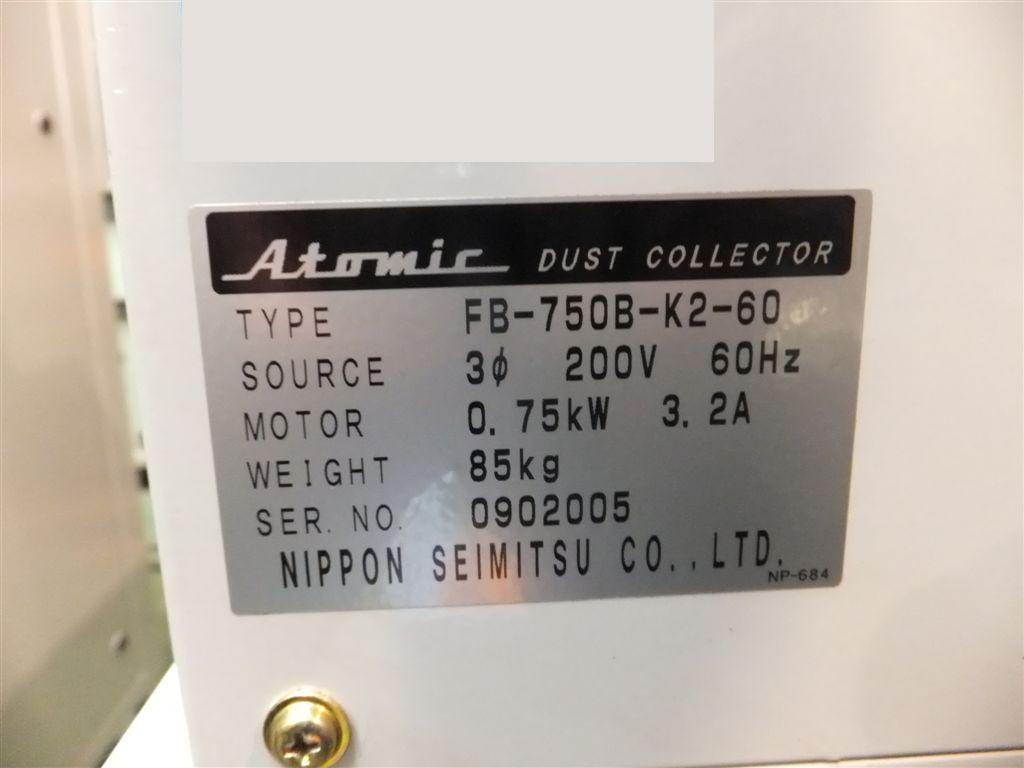 Atomic DUST COLLECTOR
TYPE FB-750B-K2-60
SOURCE 3φ 200V 60Hz
MOTOR 0.75kW 3.2A
WEIGHT 85kg
SER. NO. 0902005
NIPPON SEIMITSU CO.,LTD.
NP-684